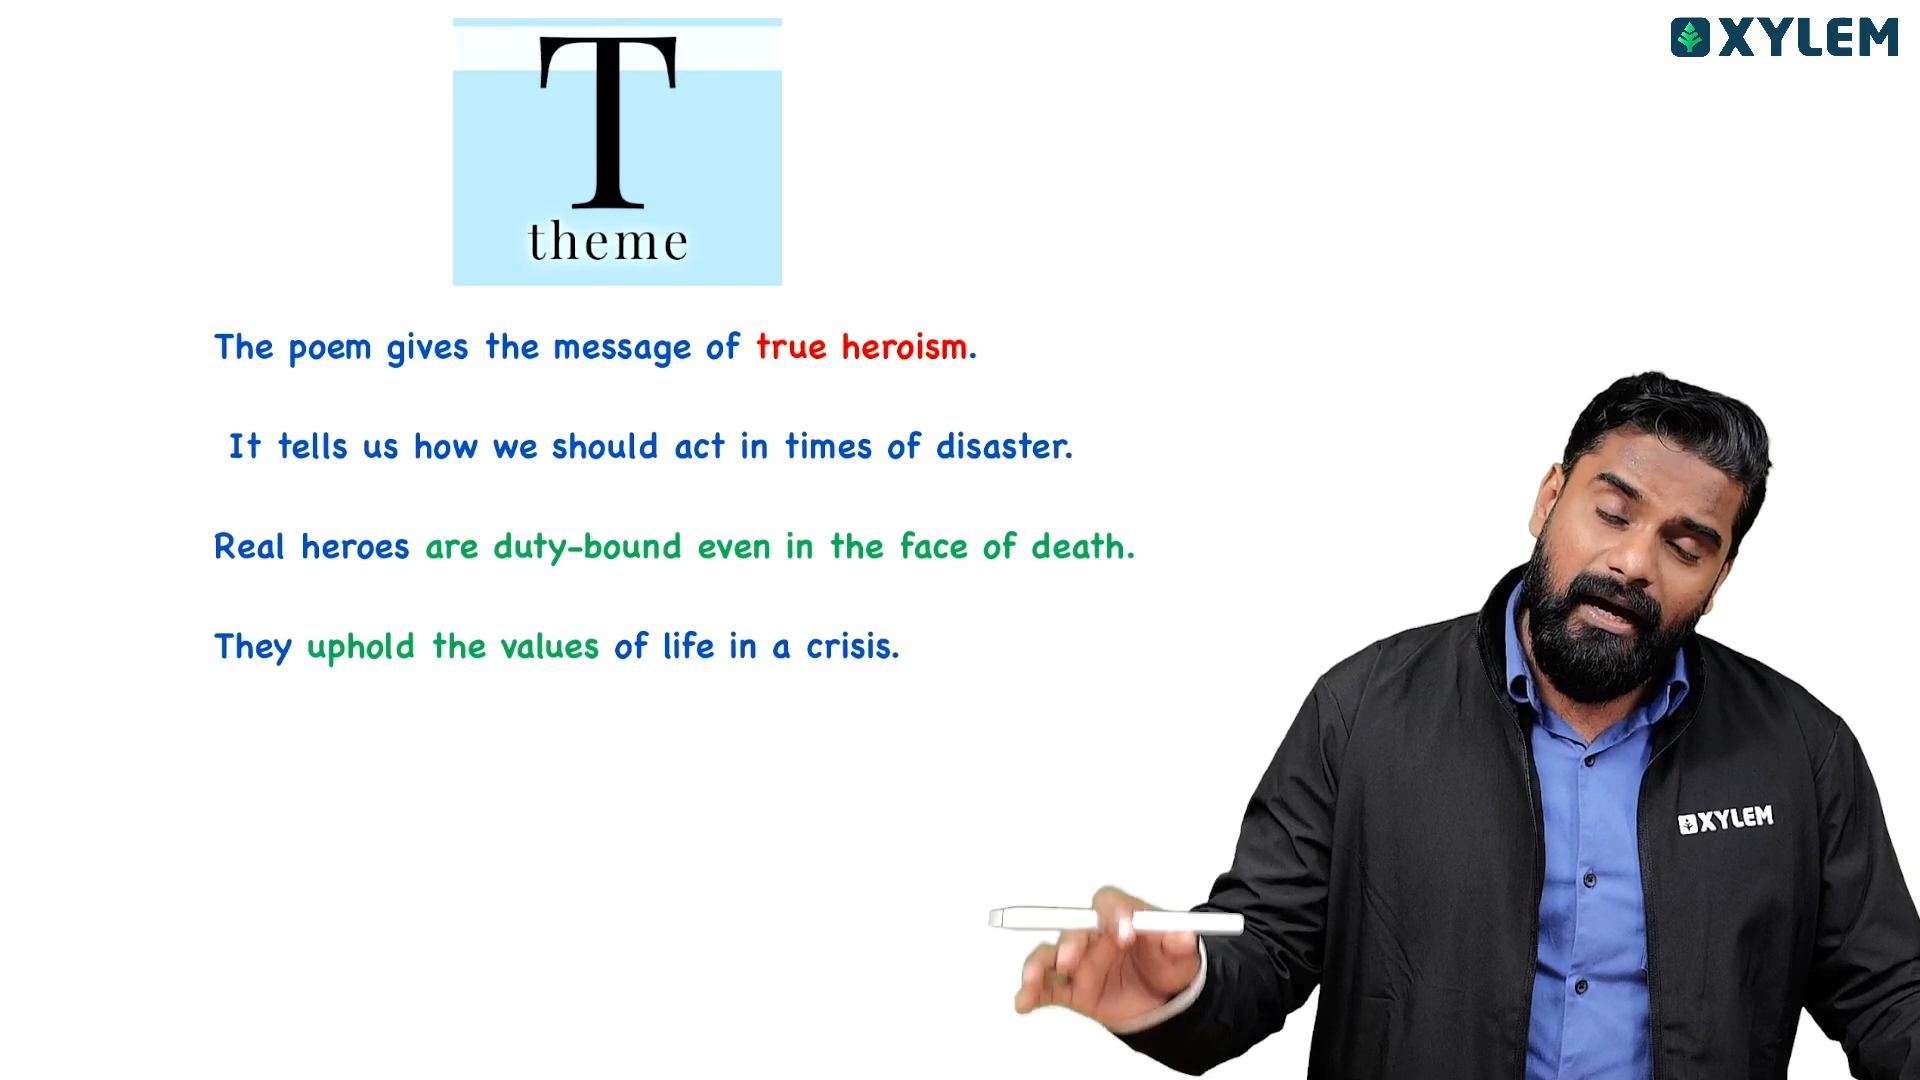 XYLEM
T
theme
The poem gives the message of true heroism.
It tells us how we should act in times of disaster.
Real heroes are duty-bound even in the face of death.
They uphold the values of life in a crisis.
XYLEM